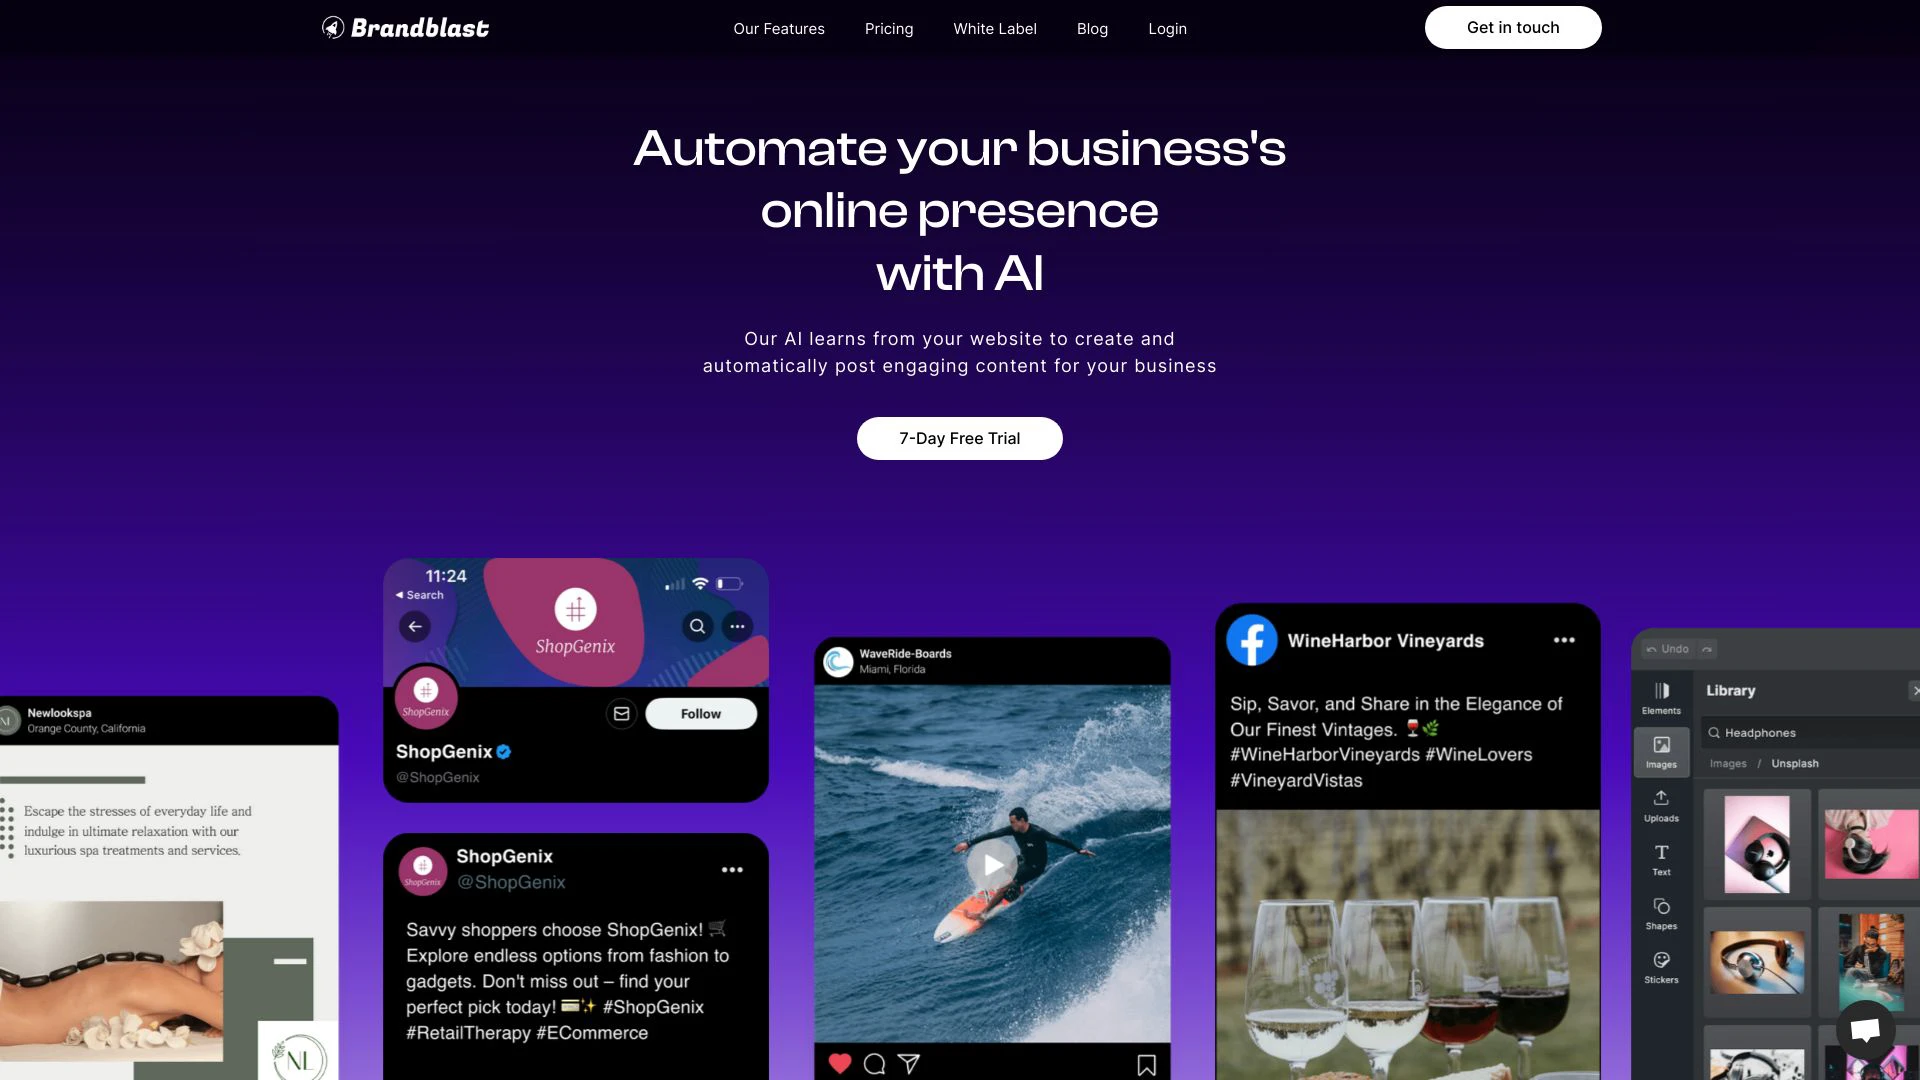 Brandblast
Our Features
Pricing
White Label
Blog
Login
Get in touch
Automate your business's
online presence
with AI
Our AI learns from your website to create and
automatically post engaging content for your business
7-Day Free Trial
Newlookspa
Orange County, California
Escape the stresses of everyday life and
indulge in ultimate relaxation with our
luxurious spa treatments and services.
NL
11:24
◀ Search
ShopGenix
ShopGenix
Follow
ShopGenix
@ShopGenix
ShopGenix
ShopGenix
@ShopGenix
Savvy shoppers choose ShopGenix! 🛒
Explore endless options from fashion to
gadgets. Don't miss out – find your
perfect pick today! 💳✨ #ShopGenix
#RetailTherapy #ECommerce
WaveRide-Boards
Miami, Florida
WineHarbor Vineyards
Sip, Savor, and Share in the Elegance of
Our Finest Vintages. 🍷🌿
#WineHarborVineyards #WineLovers
#VineyardVistas
Undo
Elements
Images
Uploads
Text
Shapes
Stickers
Library
Headphones
Images / Unsplash